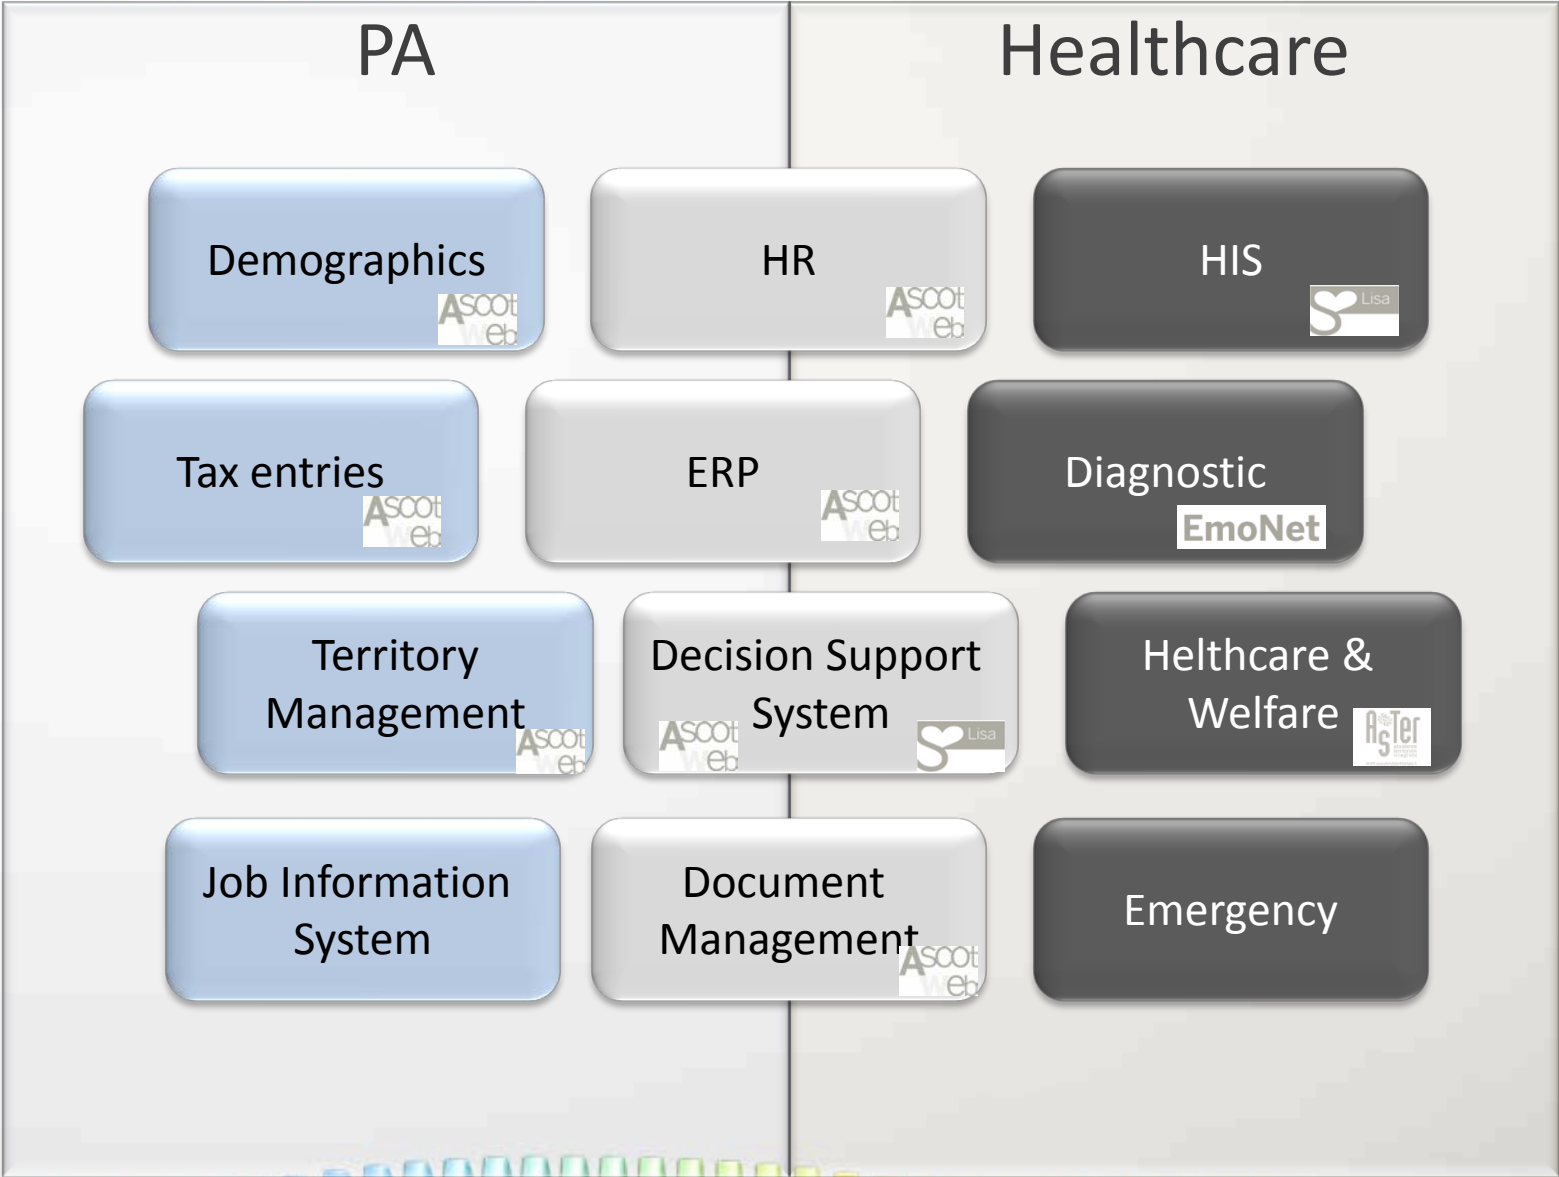 PA
Healthcare
Demographics
Ascot
web
HR
Ascot
web
HIS
Lisa
Tax entries
Ascot
web
ERP
Ascot
web
Diagnostic
EmoNet
Territory
Management
Ascot
web
Decision Support
System
Ascot
web
Lisa
Helthcare &
Welfare
AsTer
Job Information
System
Document
Management
Ascot
web
Emergency